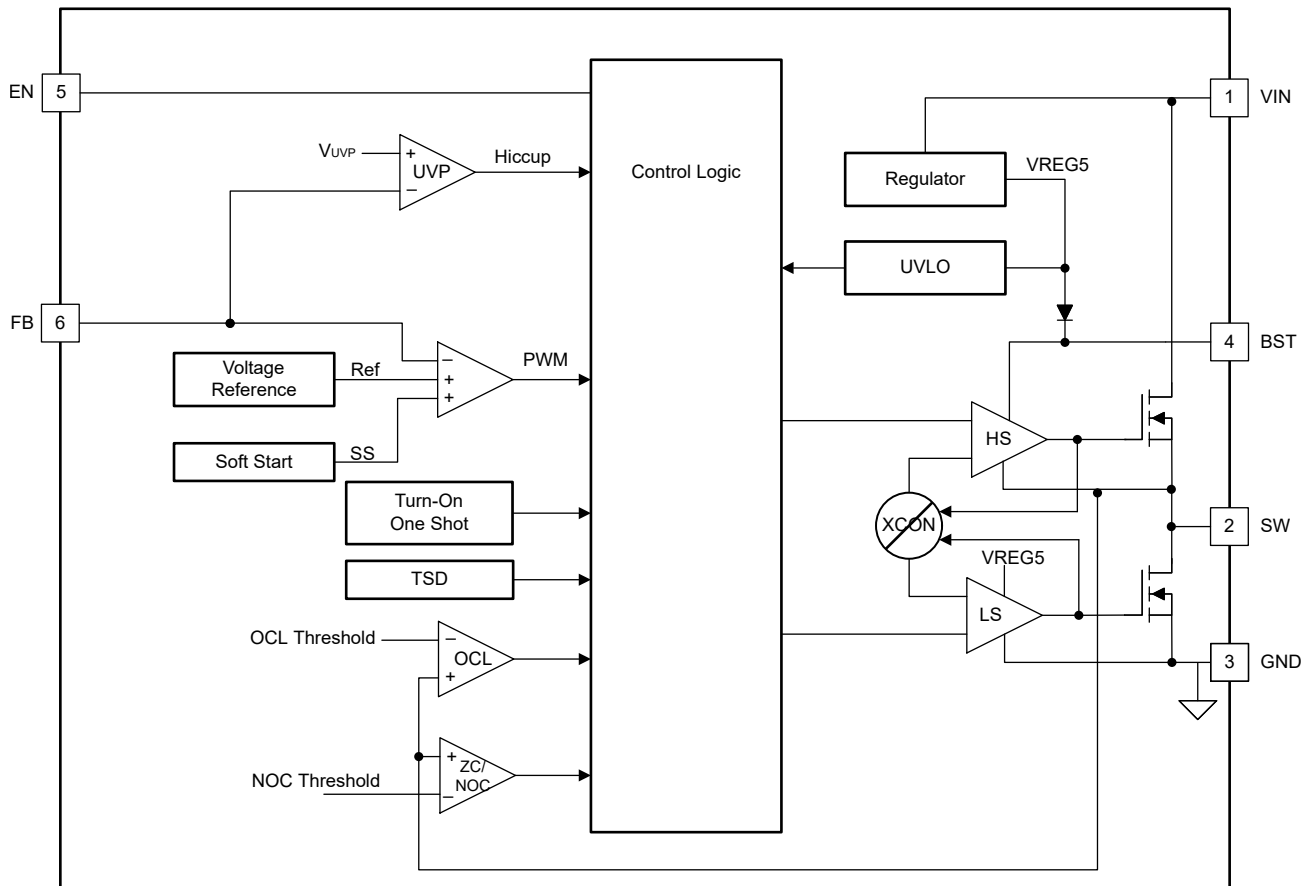 EN 5
1 VIN
VUVP
+
UVP
−
Hiccup
Control Logic
Regulator
VREG5
UVLO
FB 6
4 BST
Voltage
Reference
Ref
−
+
+
PWM
Soft Start
SS
HS
Turn-On
One Shot
XCON
2 SW
TSD
VREG5
LS
OCL Threshold
−
OCL
+
3 GND
NOC Threshold
+
ZC/
NOC
−